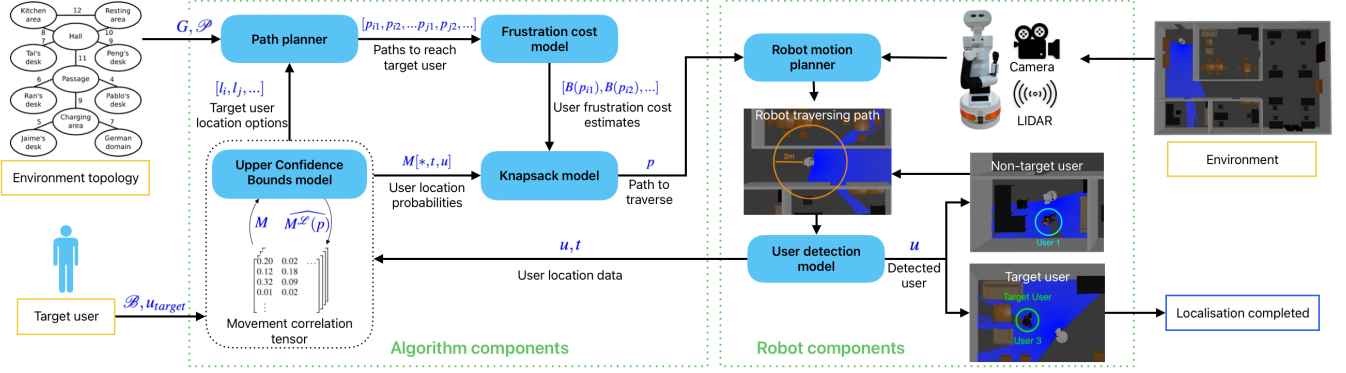 Kitchen
area
12
Resting
area
Hall
8
7
10
9
Tai's
desk
Peng's
desk
11
Passage
6
4
Ran's
desk
Pablo's
desk
9
Charging
area
5
7
Jaime's
desk
German
domain
Environment topology
Target user
G, 𝒫
ℬ, u_target
Path planner
[p_i1, p_i2, ...p_j1, p_j2, ...]
Paths to reach
target user
Frustration cost
model
[l_i, l_j, ...]
Target user
location options
[B(p_i1), B(p_i2), ...]
User frustration cost
estimates
Upper Confidence
Bounds model
M[*, t, u]
User location
probabilities
Knapsack model
p
Path to
traverse
M
M^ℒ(p)
0.20 0.02 ...
0.12 0.18
0.32 0.09
0.01 0.02
⋮
Movement correlation
tensor
u, t
User location data
Algorithm components
Robot motion
planner
Camera
LIDAR
Robot traversing path
2m
User detection
model
u
Detected
user
Non-target user
User 1
Target user
Target User
User 3
Robot components
Environment
Localisation completed